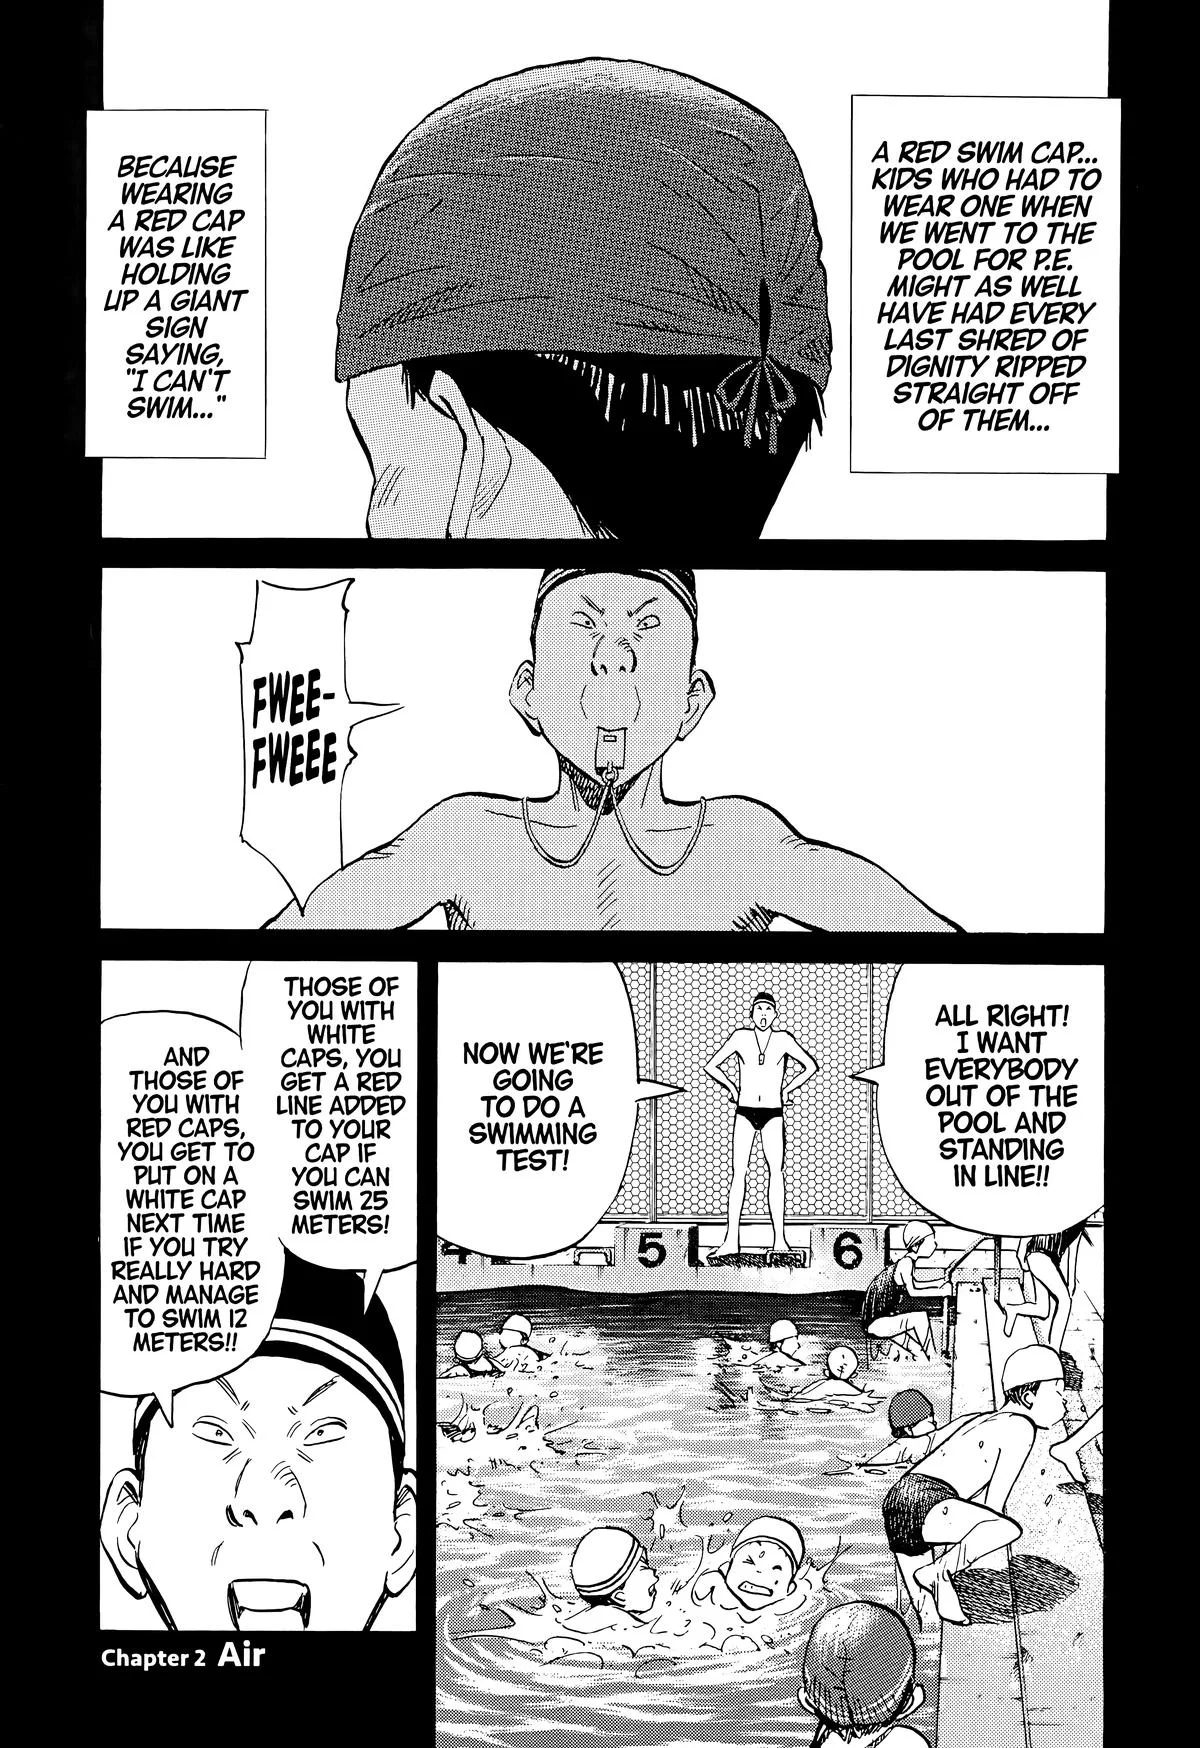 A RED SWIM CAP...
KIDS WHO HAD TO
WEAR ONE WHEN
WE WENT TO THE
POOL FOR P.E.
MIGHT AS WELL
HAVE HAD EVERY
LAST SHRED OF
DIGNITY RIPPED
STRAIGHT OFF
OF THEM...
BECAUSE
WEARING
A RED CAP
WAS LIKE
HOLDING
UP A GIANT
SIGN
SAYING,
"I CAN'T
SWIM..."
FWEE-
FWEEE
ALL RIGHT!
I WANT
EVERYBODY
OUT OF THE
POOL AND
STANDING
IN LINE!!
NOW WE'RE
GOING
TO DO A
SWIMMING
TEST!
4 5 6
THOSE OF
YOU WITH
WHITE
CAPS, YOU
GET A RED
LINE ADDED
TO YOUR
CAP IF
YOU CAN
SWIM 25
METERS!
AND
THOSE OF
YOU WITH
RED CAPS,
YOU GET TO
PUT ON A
WHITE CAP
NEXT TIME
IF YOU TRY
REALLY HARD
AND MANAGE
TO SWIM 12
METERS!!
Chapter 2 Air